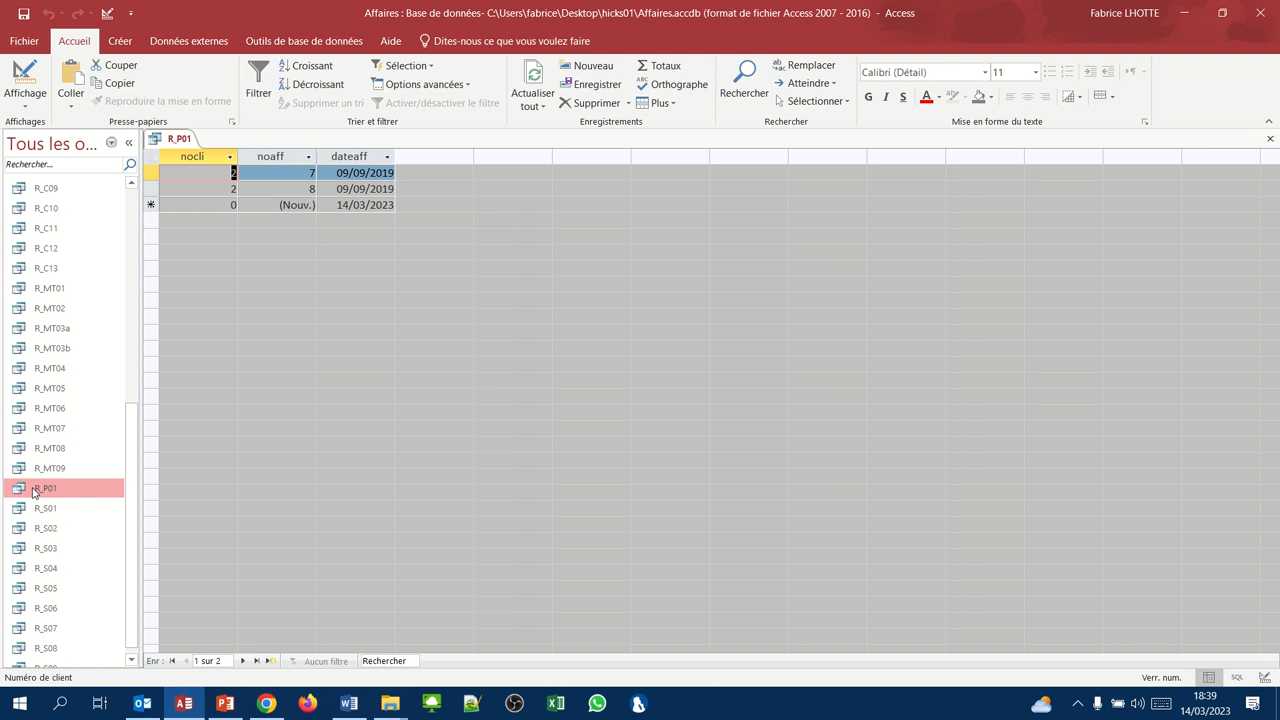 Affaires : Base de données- C:\Users\fabrice\Desktop\hicks01\Affaires.accdb (format de fichier Access 2007 - 2016) - Access
Fabrice LHOTTE
Fichier Accueil Créer Données externes Outils de base de données Aide Dites-nous ce que vous voulez faire
Affichage
Affichages
Coller
Couper
Copier
Reproduire la mise en forme
Presse-papiers
Filtrer
Croissant
Décroissant
Supprimer un tri
Sélection
Options avancées
Activer/désactiver le filtre
Trier et filtrer
Actualiser
tout
Nouveau
Enregistrer
Supprimer
Totaux
Orthographe
Plus
Enregistrements
Rechercher
Remplacer
Atteindre
Sélectionner
Rechercher
Calibri (Détail) 11
G I S A
Mise en forme du texte
Tous les o...
Rechercher...
R_C09
R_C10
R_C11
R_C12
R_C13
R_MT01
R_MT02
R_MT03a
R_MT03b
R_MT04
R_MT05
R_MT06
R_MT07
R_MT08
R_MT09
R_P01
R_S01
R_S02
R_S03
R_S04
R_S05
R_S06
R_S07
R_S08
R_P01
nocli noaff dateaff
2 7 09/09/2019
2 8 09/09/2019
0 (Nouv.) 14/03/2023
Enr : 1 sur 2 Aucun filtre Rechercher
Numéro de client
Verr. num.
SQL
18:39
14/03/2023